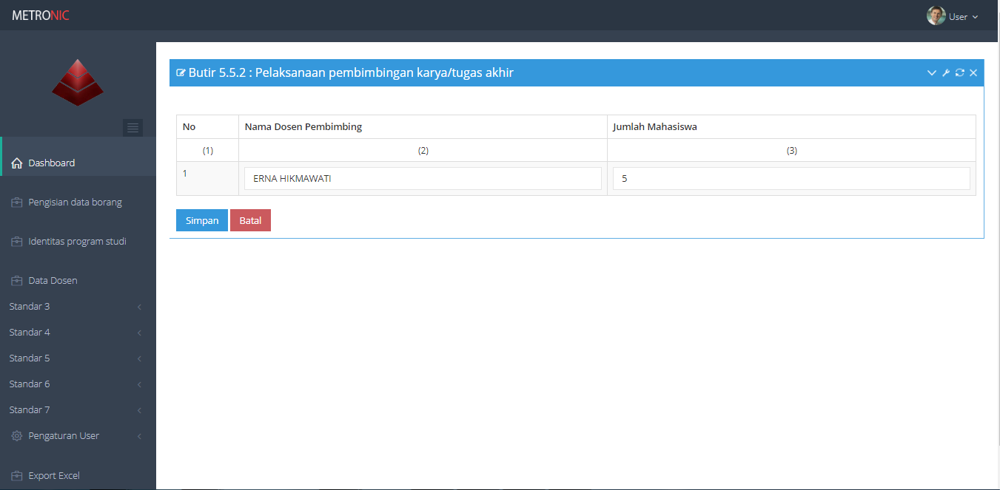 METRONIC
User
Butir 5.5.2 : Pelaksanaan pembimbingan karya/tugas akhir
No Nama Dosen Pembimbing Jumlah Mahasiswa
(1) (2) (3)
1 ERNA HIKMAWATI 5
Simpan Batal
Dashboard
Pengisian data borang
Identitas program studi
Data Dosen
Standar 3
Standar 4
Standar 5
Standar 6
Standar 7
Pengaturan User
Export Excel